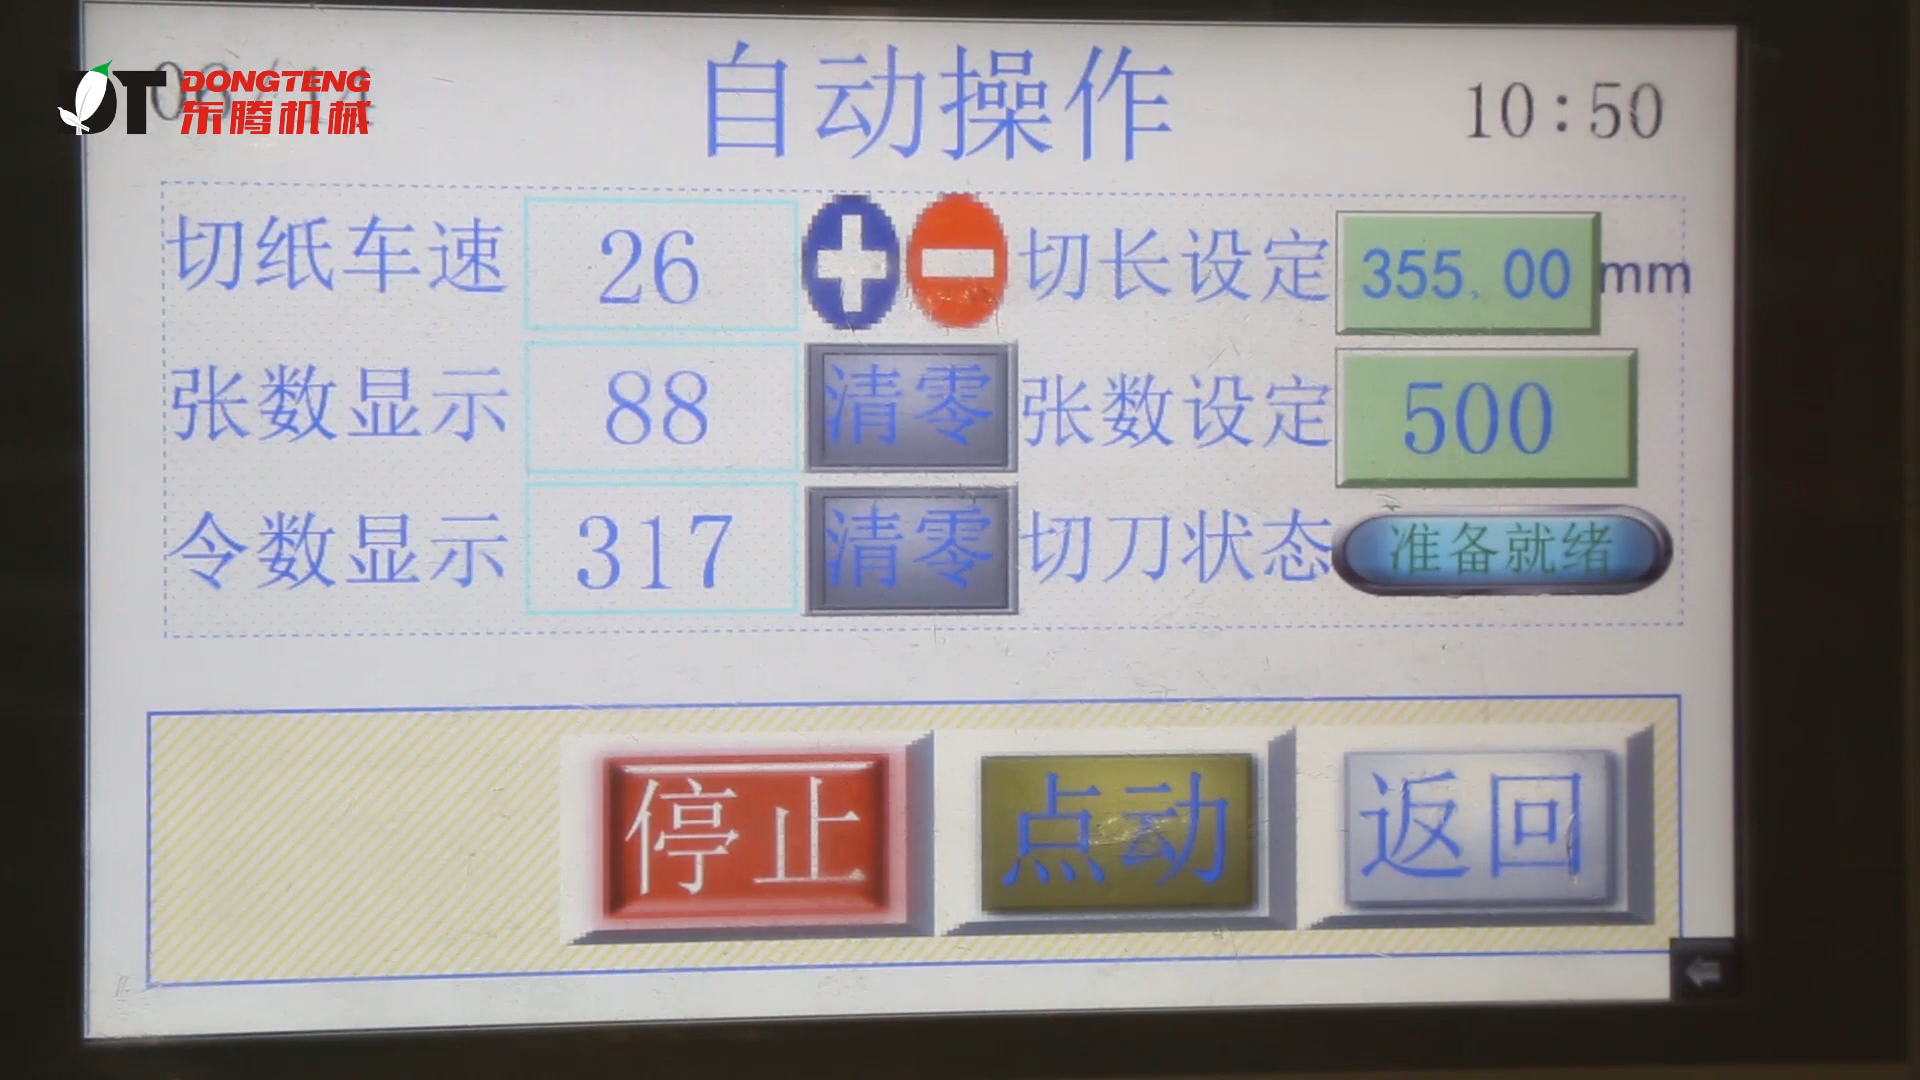 DT DONGTENG
东腾机械
自动操作
10:50
切纸车速 26 切长设定 355.00 mm
张数显示 88 清零 张数设定 500
令数显示 317 清零 切刀状态 准备就绪
停止 点动 返回